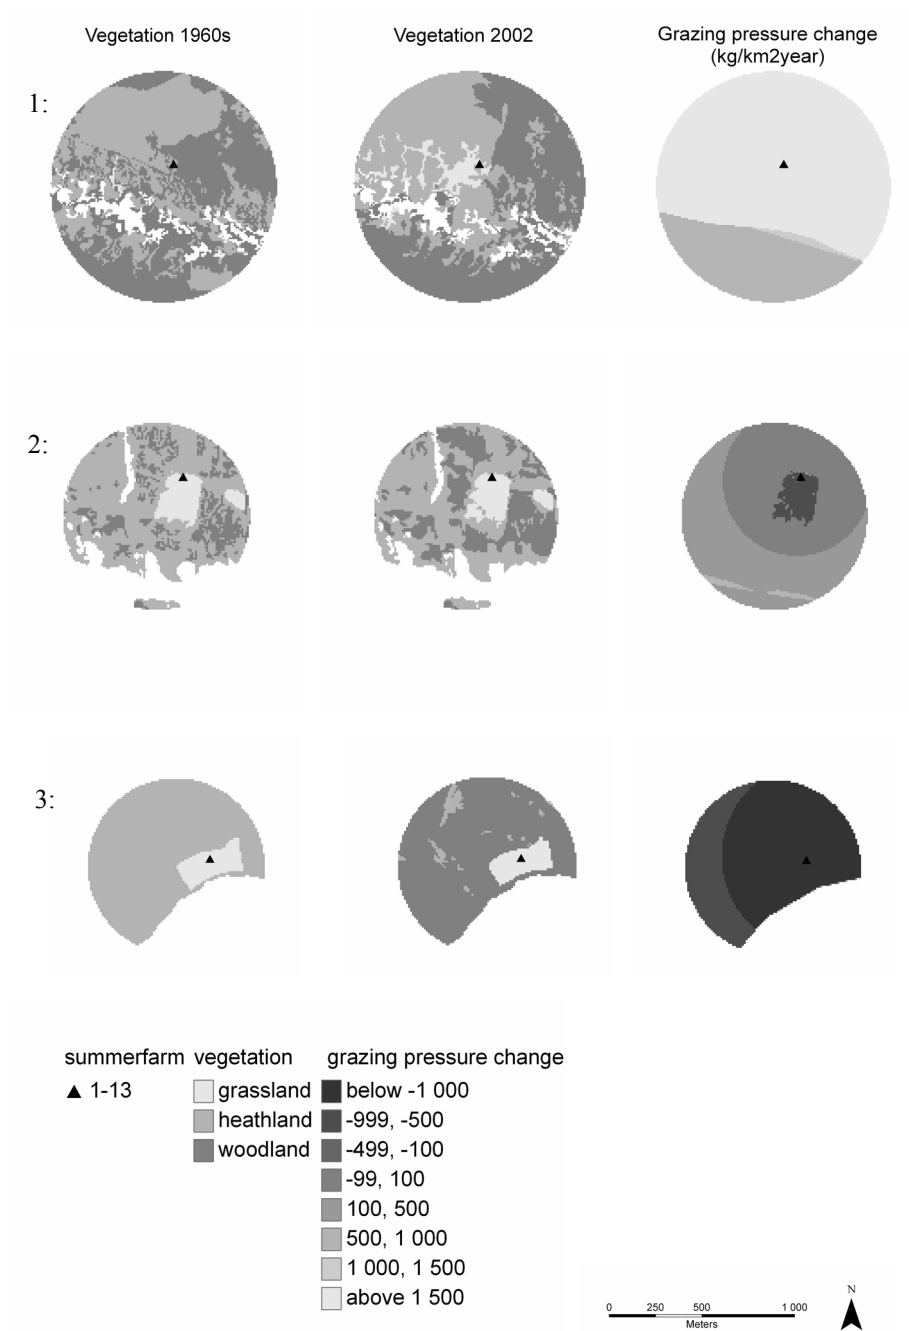 Vegetation 1960s
Vegetation 2002
Grazing pressure change
(kg/km2year)
1:
2:
3:
summerfarm
1-13
vegetation
grassland
heathland
woodland
grazing pressure change
below -1 000
-999, -500
-499, -100
-99, 100
100, 500
500, 1 000
1 000, 1 500
above 1 500
0 250 500 1 000
Meters
N